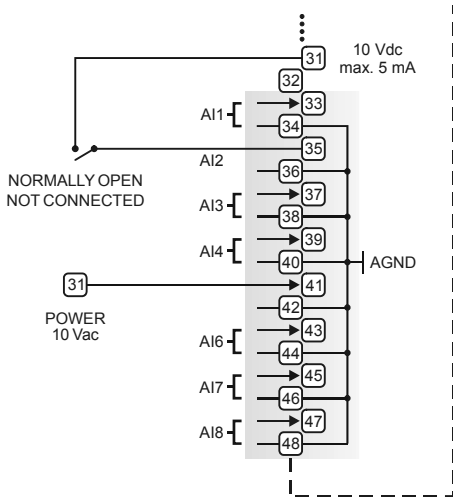 31
10 Vdc
max. 5 mA
32
33
AI1
34
35
AI2
36
NORMALLY OPEN
NOT CONNECTED
37
AI3
38
39
AI4
40
AGND
31
41
POWER
10 Vac
42
43
AI6
44
45
AI7
46
47
AI8
48